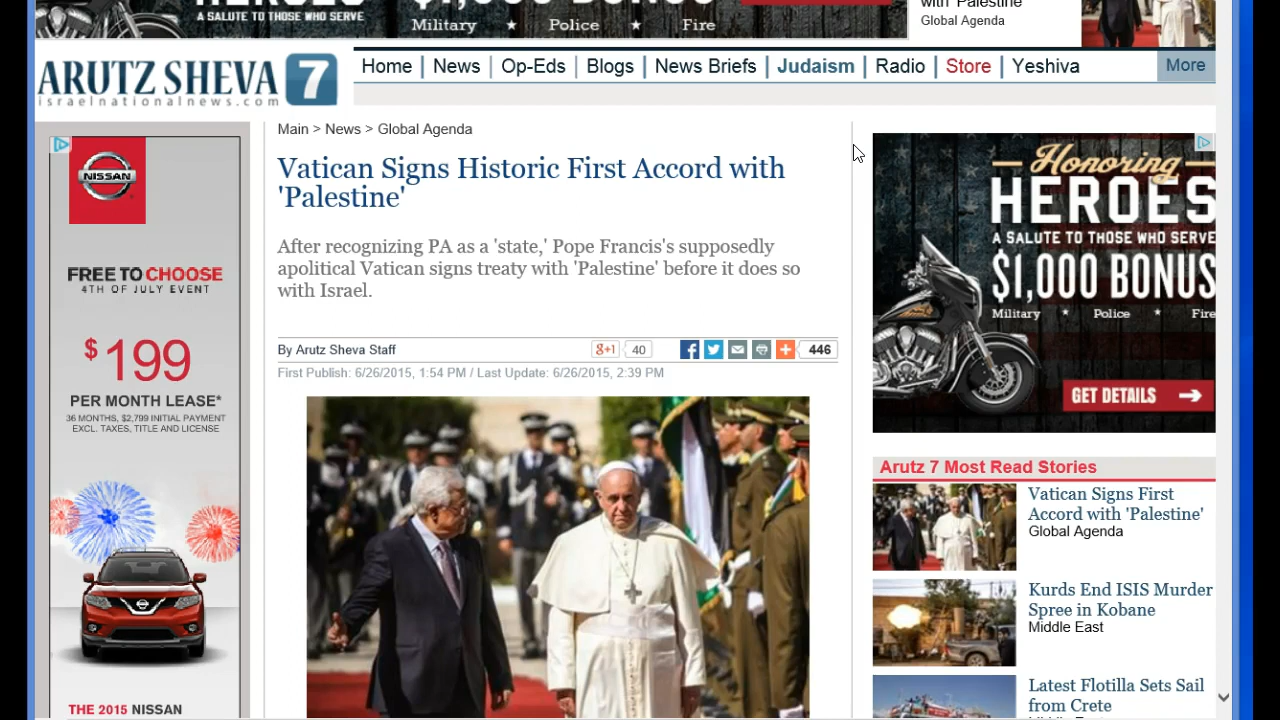 A SALUTE TO THOSE WHO SERVE
Military ★ Police ★ Fire
with 'Palestine'
Global Agenda
ARUTZ SHEVA 7
israelnationalnews.com
Home | News | Op-Eds | Blogs | News Briefs | Judaism | Radio | Store | Yeshiva
More
Main > News > Global Agenda
Vatican Signs Historic First Accord with
'Palestine'
After recognizing PA as a 'state,' Pope Francis's supposedly
apolitical Vatican signs treaty with 'Palestine' before it does so
with Israel.
By Arutz Sheva Staff
g+1 40
446
First Publish: 6/26/2015, 1:54 PM / Last Update: 6/26/2015, 2:39 PM
NISSAN
FREE TO CHOOSE
4TH OF JULY EVENT
$199
PER MONTH LEASE*
36 MONTHS, $2,799 INITIAL PAYMENT
EXCL. TAXES, TITLE AND LICENSE
THE 2015 NISSAN
Honoring
HEROES
A SALUTE TO THOSE WHO SERVE
$1,000 BONUS
Military ★ Police ★ Fire
GET DETAILS
Arutz 7 Most Read Stories
Vatican Signs First
Accord with 'Palestine'
Global Agenda
Kurds End ISIS Murder
Spree in Kobane
Middle East
Latest Flotilla Sets Sail
from Crete